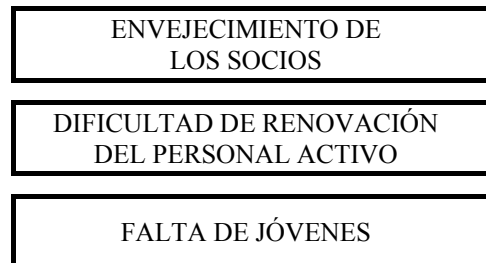 ENVEJECIMIENTO DE
LOS SOCIOS
DIFICULTAD DE RENOVACIÓN
DEL PERSONAL ACTIVO
FALTA DE JÓVENES